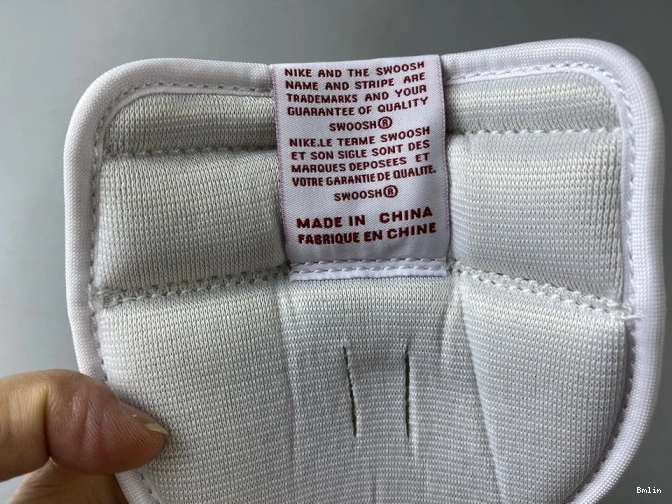 NIKE AND THE SWOOSH
NAME AND STRIPE ARE
TRADEMARKS AND YOUR
GUARANTEE OF QUALITY
SWOOSH®
NIKE.LE TERME SWOOSH
ET SON SIGLE SONT DES
MARQUES DEPOSEES ET
VOTRE GARANTIE DE QUALITE.
SWOOSH®
MADE IN CHINA
FABRIQUE EN CHINE
Bmlin